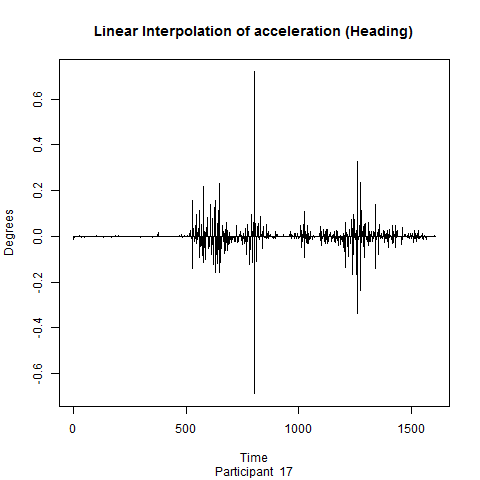 Linear Interpolation of acceleration (Heading)
Degrees
0.6
0.4
0.2
0.0
-0.2
-0.4
-0.6
0 500 1000 1500
Time
Participant 17